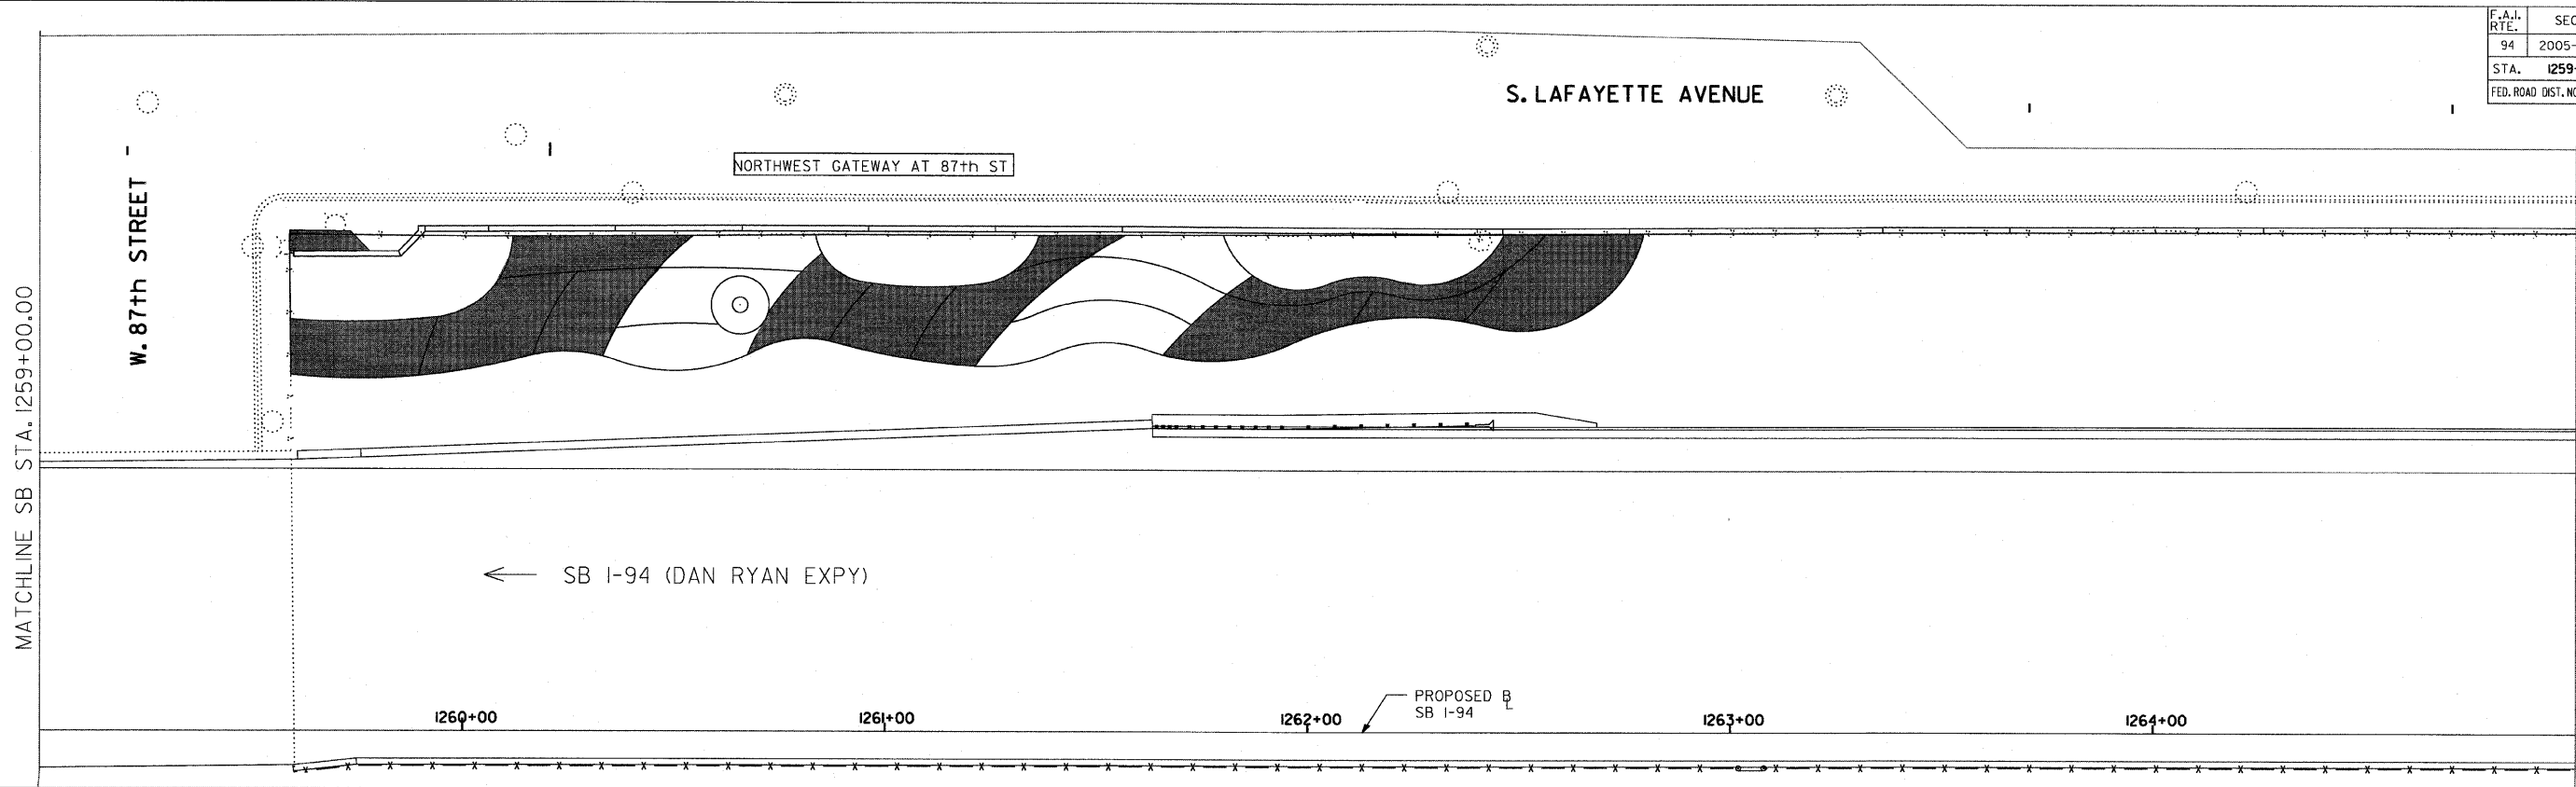 F.A.I. RTE.
SEC
94
2005-
STA. 1259+
FED. ROAD DIST. NO
S. LAFAYETTE AVENUE
NORTHWEST GATEWAY AT 87th ST
W. 87th STREET
MATCHLINE SB STA. 1259+00.00
← SB I-94 (DAN RYAN EXPY)
PROPOSED BL
SB I-94
1260+00
1261+00
1262+00
1263+00
1264+00